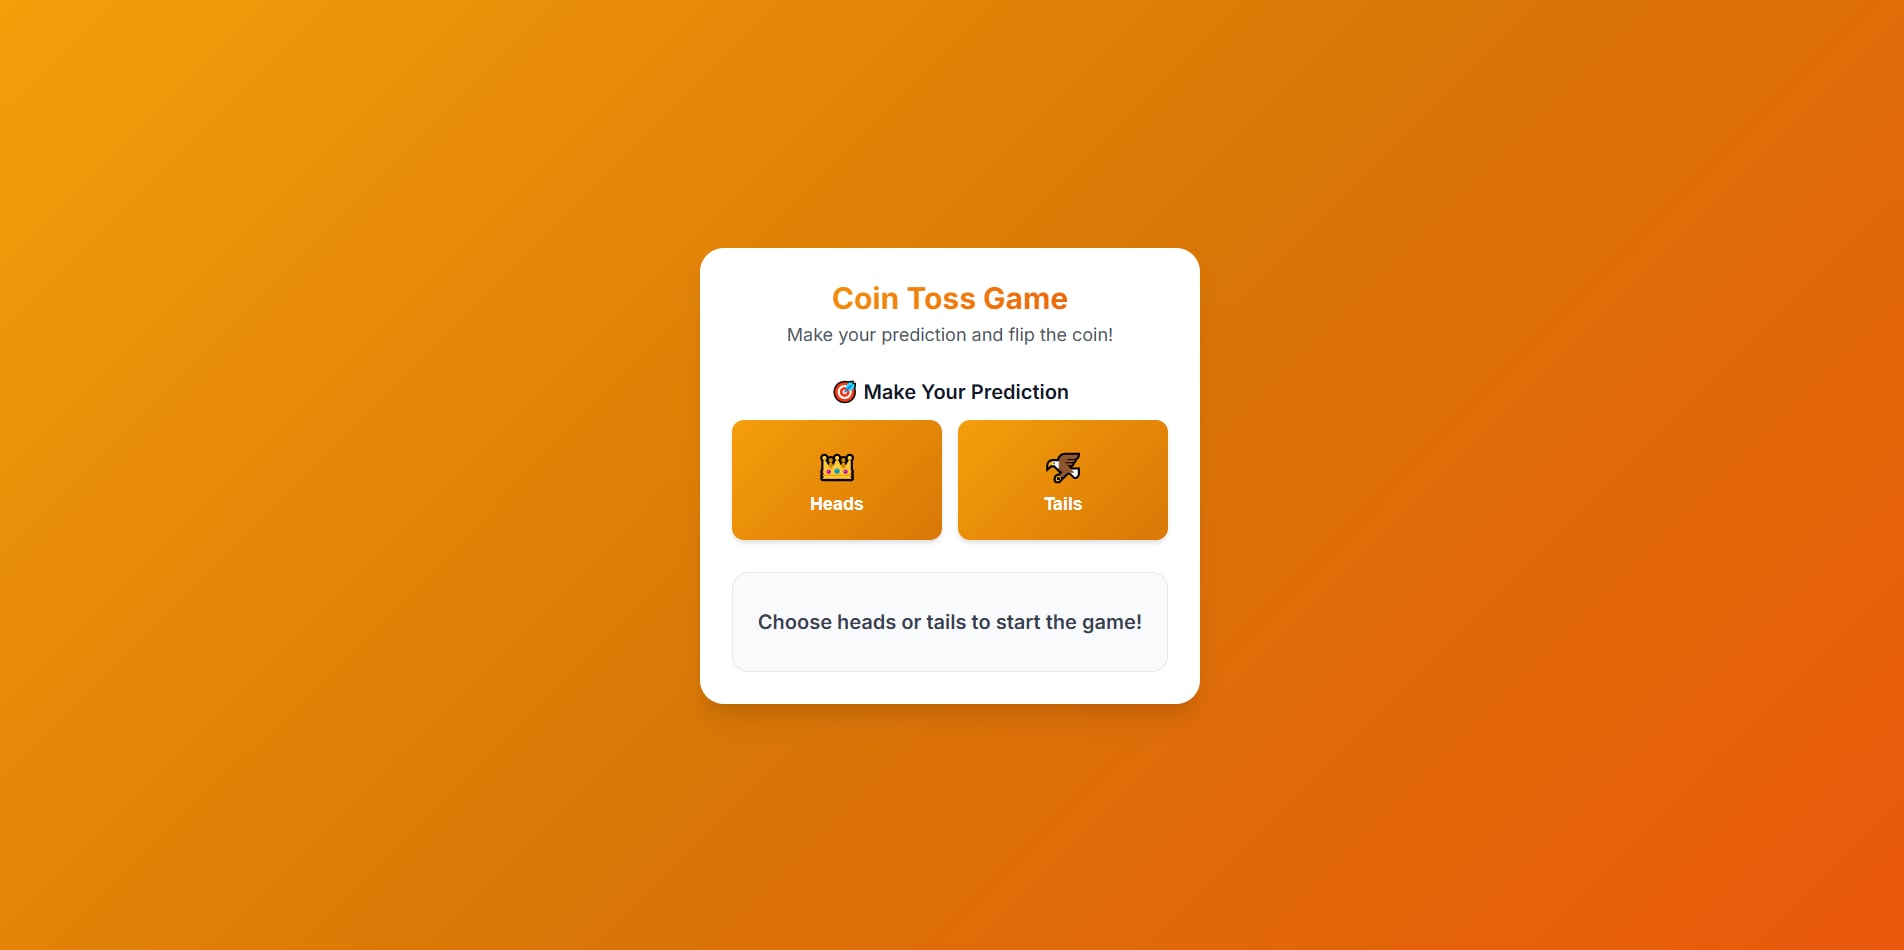 Coin Toss Game
Make your prediction and flip the coin!
🎯 Make Your Prediction
Heads
Tails
Choose heads or tails to start the game!